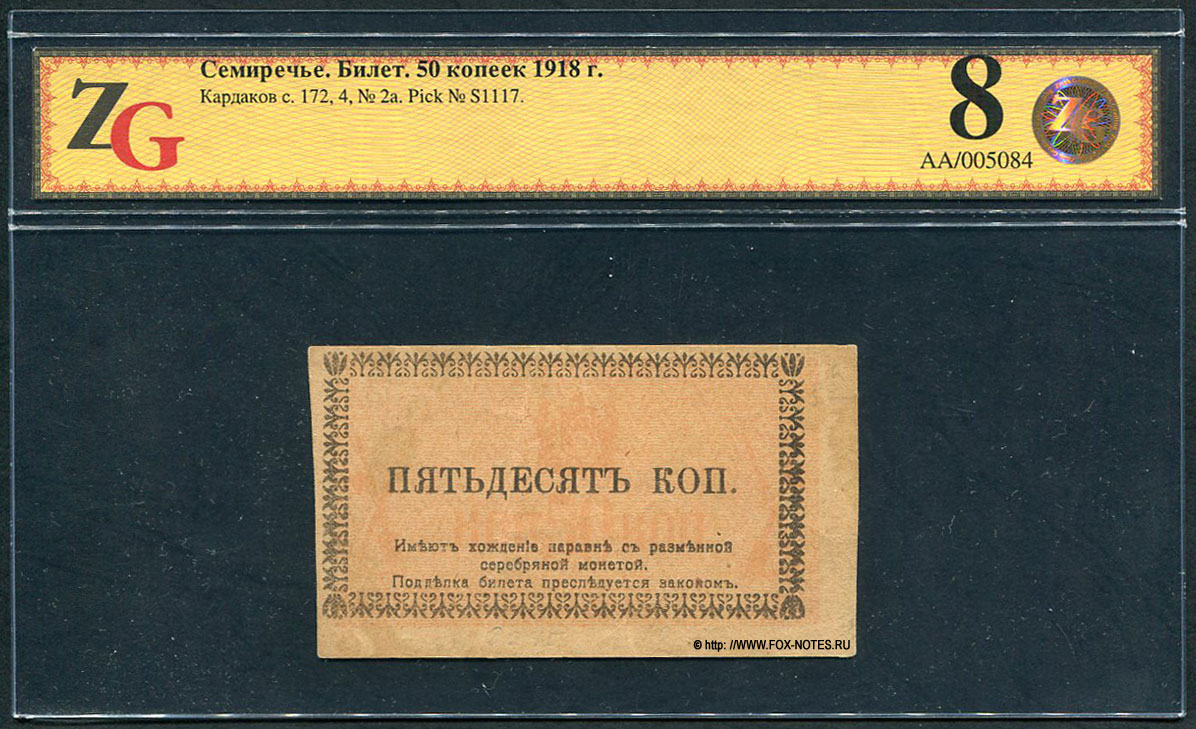 ZG
Семиречье. Билет. 50 копеек 1918 г.
Кардаков с. 172, 4, № 2а. Pick № S1117.
8
AA/005084
ПЯТЬДЕСЯТЪ КОП.
Имѣютъ хожденіе наравнѣ съ размѣнной
серебряной монетой.
Поддѣлка билета преслѣдуется закономъ.
© http: //WWW.FOX-NOTES.RU